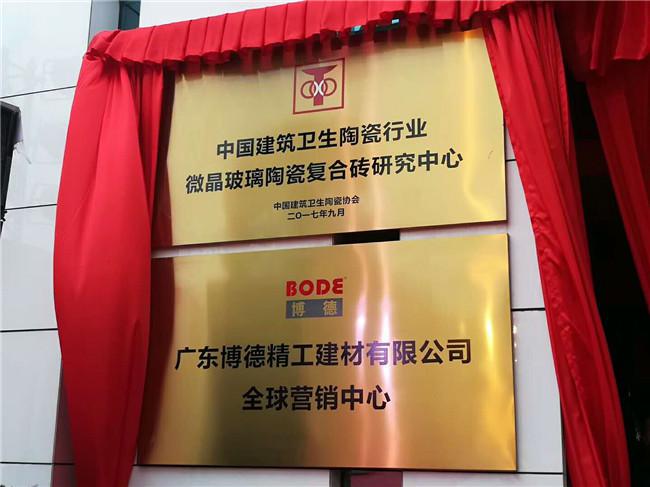 中国建筑卫生陶瓷行业
微晶玻璃陶瓷复合砖研究中心
中国建筑卫生陶瓷协会
二〇一七年九月
BODE
博德
广东博德精工建材有限公司
全球营销中心